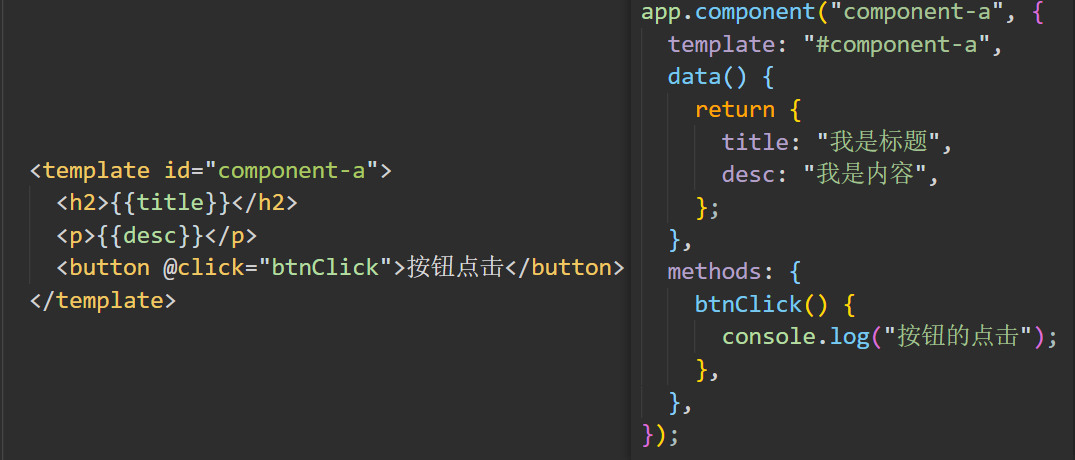 <template id="component-a">
<h2>{{title}}</h2>
<p>{{desc}}</p>
<button @click="btnClick">按钮点击</button>
</template>
app.component("component-a", {
template: "#component-a",
data() {
return {
title: "我是标题",
desc: "我是内容",
};
},
methods: {
btnClick() {
console.log("按钮的点击");
},
},
});